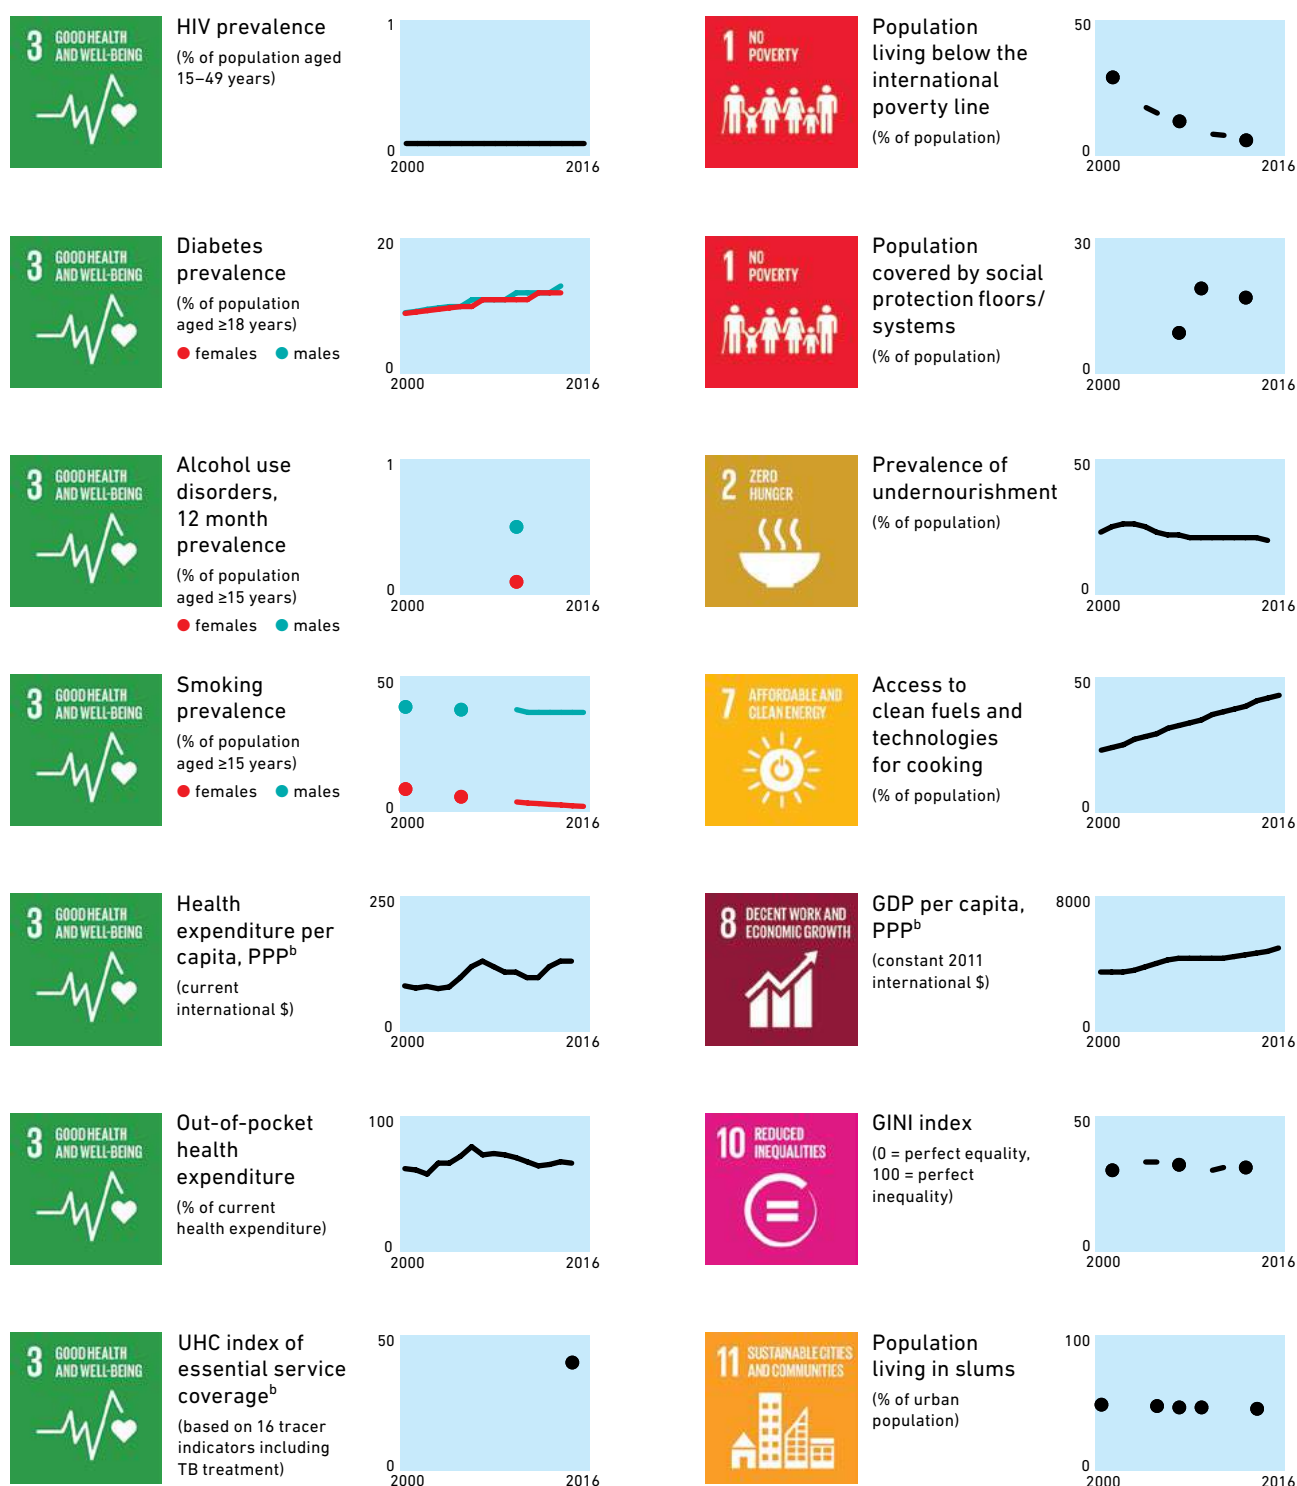 3 GOOD HEALTH
AND WELL-BEING
HIV prevalence
(% of population aged
15–49 years)
1
0
2000 2016
1 NO
POVERTY
Population
living below the
international
poverty line
(% of population)
50
0
2000 2016
3 GOOD HEALTH
AND WELL-BEING
Diabetes
prevalence
(% of population
aged ≥18 years)
females males
20
0
2000 2016
1 NO
POVERTY
Population
covered by social
protection floors/
systems
(% of population)
30
0
2000 2016
3 GOOD HEALTH
AND WELL-BEING
Alcohol use
disorders,
12 month
prevalence
(% of population
aged ≥15 years)
females males
1
0
2000 2016
2 ZERO
HUNGER
Prevalence of
undernourishment
(% of population)
50
0
2000 2016
3 GOOD HEALTH
AND WELL-BEING
Smoking
prevalence
(% of population
aged ≥15 years)
females males
50
0
2000 2016
7 AFFORDABLE AND
CLEAN ENERGY
Access to
clean fuels and
technologies
for cooking
(% of population)
50
0
2000 2016
3 GOOD HEALTH
AND WELL-BEING
Health
expenditure per
capita, PPPᵇ
(current
international $)
250
0
2000 2016
8 DECENT WORK AND
ECONOMIC GROWTH
GDP per capita,
PPPᵇ
(constant 2011
international $)
8000
0
2000 2016
3 GOOD HEALTH
AND WELL-BEING
Out-of-pocket
health
expenditure
(% of current
health expenditure)
100
0
2000 2016
10 REDUCED
INEQUALITIES
GINI index
(0 = perfect equality,
100 = perfect
inequality)
50
0
2000 2016
3 GOOD HEALTH
AND WELL-BEING
UHC index of
essential service
coverageᵇ
(based on 16 tracer
indicators including
TB treatment)
50
0
2000 2016
11 SUSTAINABLE CITIES
AND COMMUNITIES
Population
living in slums
(% of urban
population)
100
0
2000 2016